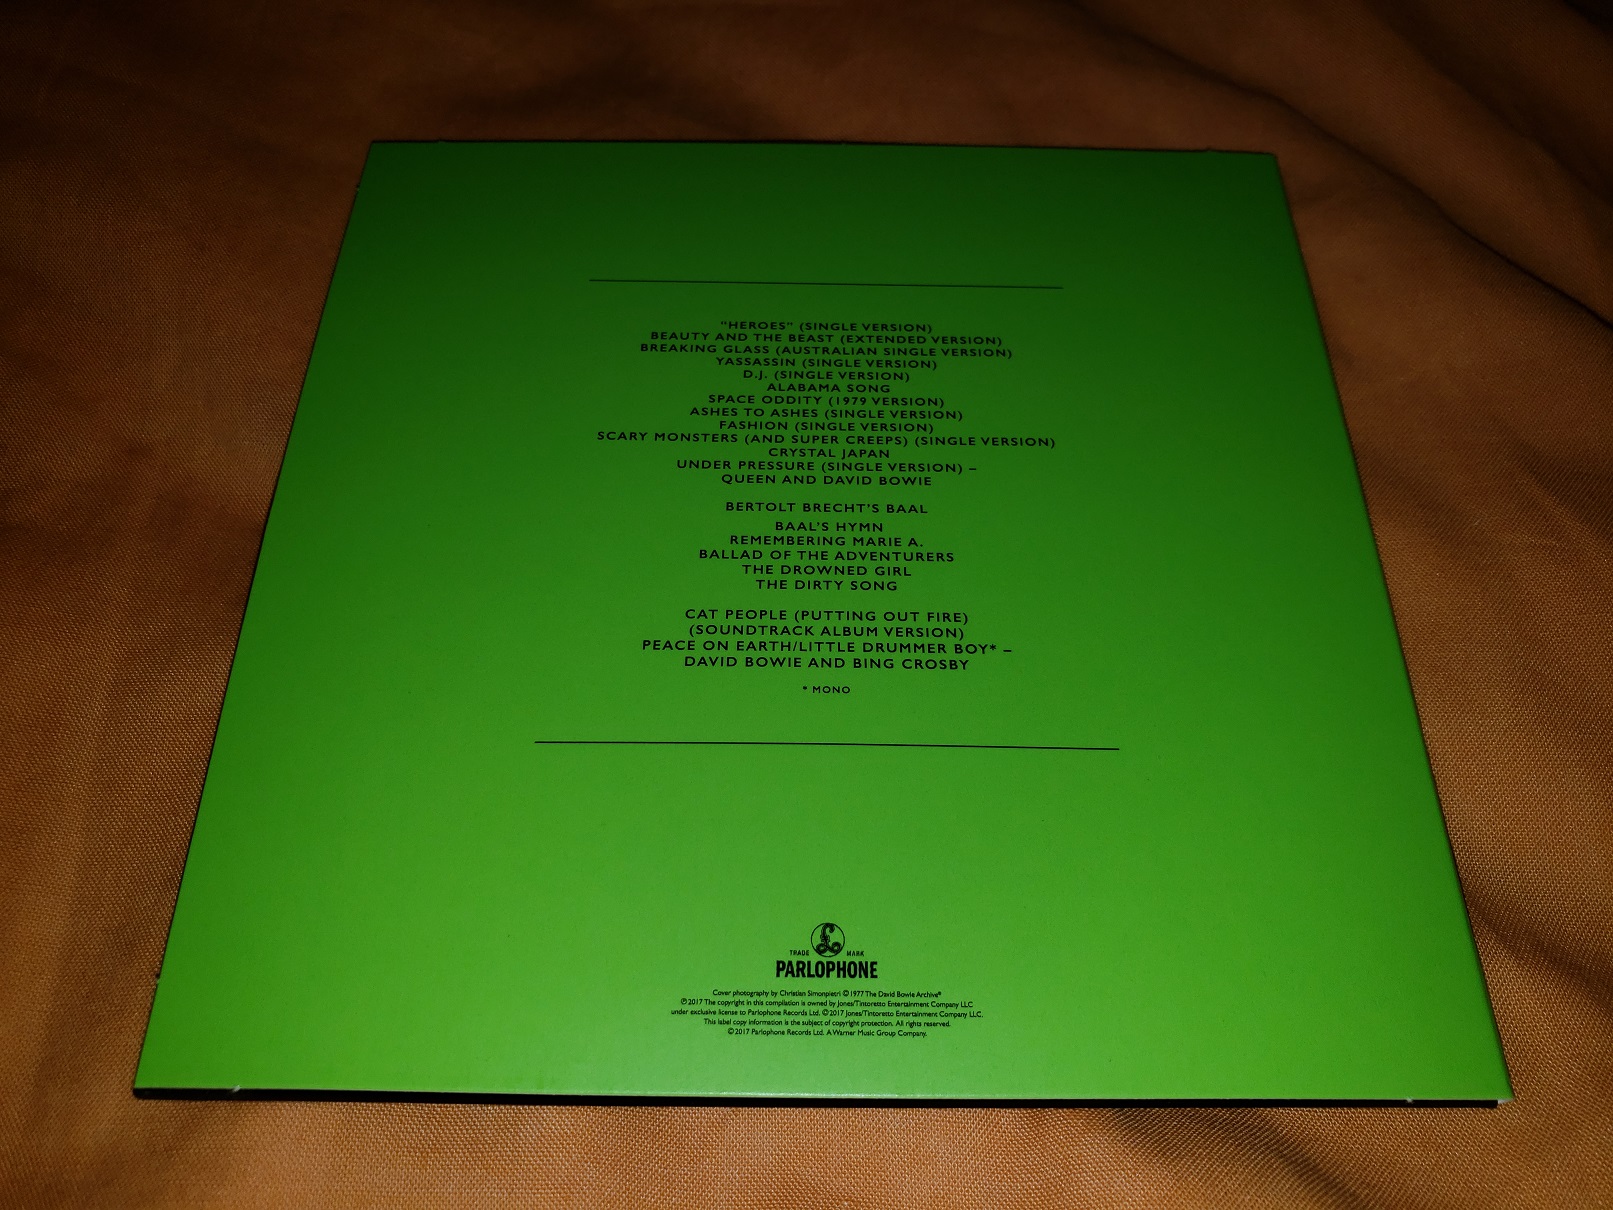 "HEROES" (SINGLE VERSION)
BEAUTY AND THE BEAST (EXTENDED VERSION)
BREAKING GLASS (AUSTRALIAN SINGLE VERSION)
YASSASSIN (SINGLE VERSION)
D.J. (SINGLE VERSION)
ALABAMA SONG
SPACE ODDITY (1979 VERSION)
ASHES TO ASHES (SINGLE VERSION)
FASHION (SINGLE VERSION)
SCARY MONSTERS (AND SUPER CREEPS) (SINGLE VERSION)
CRYSTAL JAPAN
UNDER PRESSURE (SINGLE VERSION) –
QUEEN AND DAVID BOWIE
BERTOLT BRECHT'S BAAL
BAAL'S HYMN
REMEMBERING MARIE A.
BALLAD OF THE ADVENTURERS
THE DROWNED GIRL
THE DIRTY SONG
CAT PEOPLE (PUTTING OUT FIRE)
(SOUNDTRACK ALBUM VERSION)
PEACE ON EARTH/LITTLE DRUMMER BOY* –
DAVID BOWIE AND BING CROSBY
* MONO
TRADE £ MARK
PARLOPHONE
Cover photography by Christian Simonpietri © 1977 The David Bowie Archive®
℗ 2017 The copyright in this compilation is owned by Jones/Tintoretto Entertainment Company LLC
under exclusive license to Parlophone Records Ltd. © 2017 Jones/Tintoretto Entertainment Company LLC.
This label copy information is the subject of copyright protection. All rights reserved.
© 2017 Parlophone Records Ltd. A Warner Music Group Company.